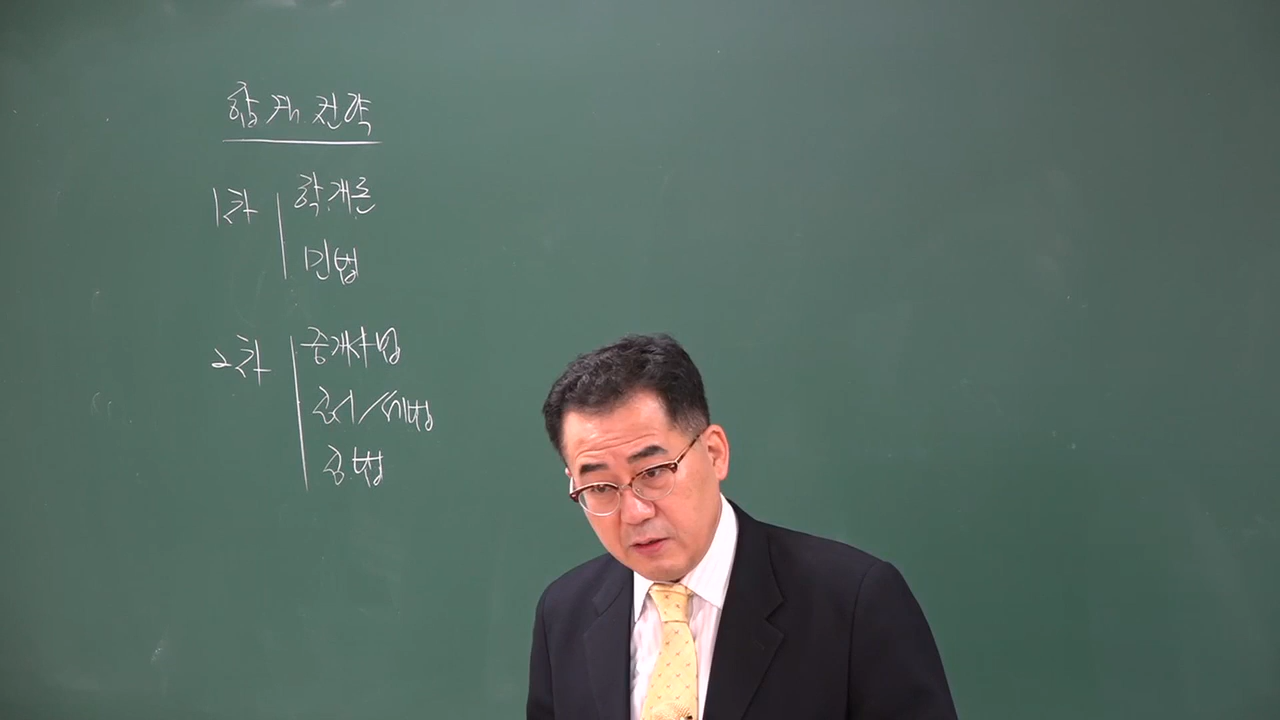 합격 전략
1차 학.개론
민법
2차 중개사법
공시/세법
공.법